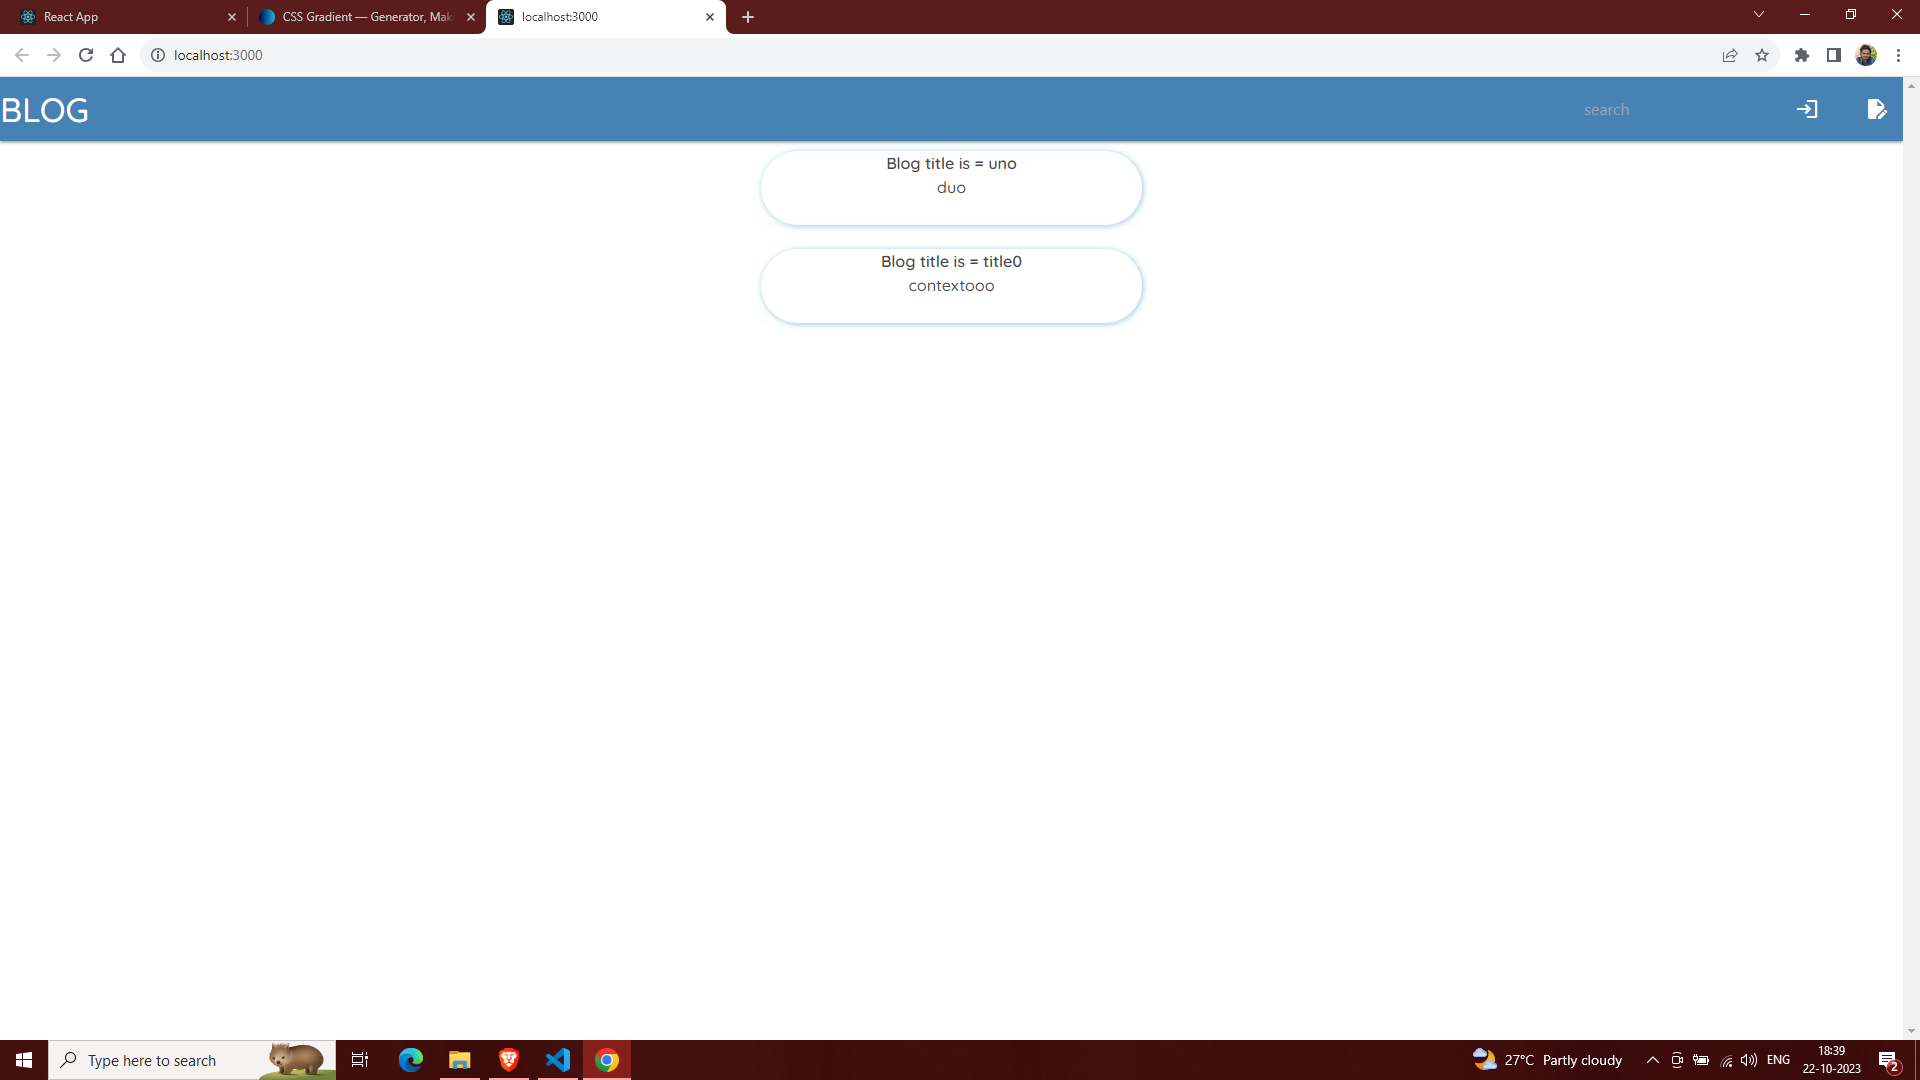 React App
CSS Gradient — Generator, Mak
localhost:3000
localhost:3000
BLOG
search
Blog title is = uno
duo
Blog title is = title0
contextooo
Type here to search
27°C Partly cloudy
ENG
18:39
22-10-2023
2